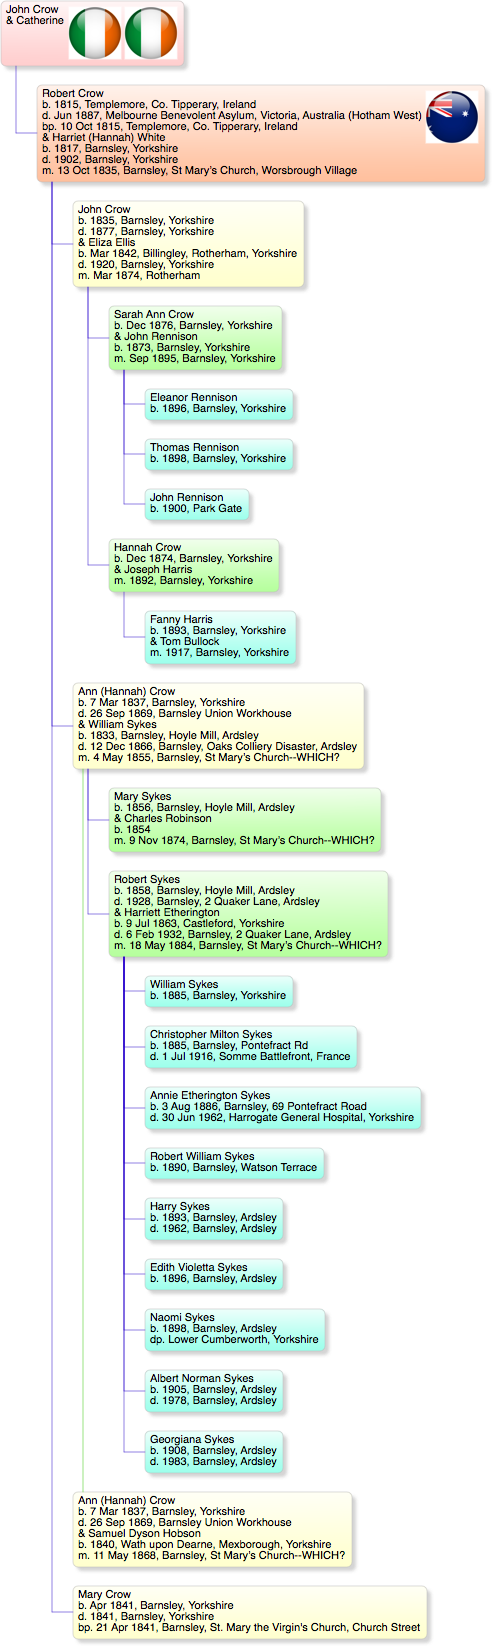 John Crow
& Catherine
Robert Crow
b. 1815, Templemore, Co. Tipperary, Ireland
d. Jun 1887, Melbourne Benevolent Asylum, Victoria, Australia (Hotham West)
bp. 10 Oct 1815, Templemore, Co. Tipperary, Ireland
& Harriet (Hannah) White
b. 1817, Barnsley, Yorkshire
d. 1902, Barnsley, Yorkshire
m. 13 Oct 1835, Barnsley, St Mary's Church, Worsbrough Village
John Crow
b. 1835, Barnsley, Yorkshire
d. 1877, Barnsley, Yorkshire
& Eliza Ellis
b. Mar 1842, Billingley, Rotherham, Yorkshire
d. 1920, Barnsley, Yorkshire
m. Mar 1874, Rotherham
Sarah Ann Crow
b. Dec 1876, Barnsley, Yorkshire
& John Rennison
b. 1873, Barnsley, Yorkshire
m. Sep 1895, Barnsley, Yorkshire
Eleanor Rennison
b. 1896, Barnsley, Yorkshire
Thomas Rennison
b. 1898, Barnsley, Yorkshire
John Rennison
b. 1900, Park Gate
Hannah Crow
b. Dec 1874, Barnsley, Yorkshire
& Joseph Harris
m. 1892, Barnsley, Yorkshire
Fanny Harris
b. 1893, Barnsley, Yorkshire
& Tom Bullock
m. 1917, Barnsley, Yorkshire
Ann (Hannah) Crow
b. 7 Mar 1837, Barnsley, Yorkshire
d. 26 Sep 1869, Barnsley Union Workhouse
& William Sykes
b. 1833, Barnsley, Hoyle Mill, Ardsley
d. 12 Dec 1866, Barnsley, Oaks Colliery Disaster, Ardsley
m. 4 May 1855, Barnsley, St Mary's Church--WHICH?
Mary Sykes
b. 1856, Barnsley, Hoyle Mill, Ardsley
& Charles Robinson
b. 1854
m. 9 Nov 1874, Barnsley, St Mary's Church--WHICH?
Robert Sykes
b. 1858, Barnsley, Hoyle Mill, Ardsley
d. 1928, Barnsley, 2 Quaker Lane, Ardsley
& Harriett Etherington
b. 9 Jul 1863, Castleford, Yorkshire
d. 6 Feb 1932, Barnsley, 2 Quaker Lane, Ardsley
m. 18 May 1884, Barnsley, St Mary's Church--WHICH?
William Sykes
b. 1885, Barnsley, Yorkshire
Christopher Milton Sykes
b. 1885, Barnsley, Pontefract Rd
d. 1 Jul 1916, Somme Battlefront, France
Annie Etherington Sykes
b. 3 Aug 1886, Barnsley, 69 Pontefract Road
d. 30 Jun 1962, Harrogate General Hospital, Yorkshire
Robert William Sykes
b. 1890, Barnsley, Watson Terrace
Harry Sykes
b. 1893, Barnsley, Ardsley
d. 1962, Barnsley, Ardsley
Edith Violetta Sykes
b. 1896, Barnsley, Ardsley
Naomi Sykes
b. 1898, Barnsley, Ardsley
dp. Lower Cumberworth, Yorkshire
Albert Norman Sykes
b. 1905, Barnsley, Ardsley
d. 1978, Barnsley, Ardsley
Georgiana Sykes
b. 1908, Barnsley, Ardsley
d. 1983, Barnsley, Ardsley
Ann (Hannah) Crow
b. 7 Mar 1837, Barnsley, Yorkshire
d. 26 Sep 1869, Barnsley Union Workhouse
& Samuel Dyson Hobson
b. 1840, Wath upon Dearne, Mexborough, Yorkshire
m. 11 May 1868, Barnsley, St Mary's Church--WHICH?
Mary Crow
b. Apr 1841, Barnsley, Yorkshire
d. 1841, Barnsley, Yorkshire
bp. 21 Apr 1841, Barnsley, St. Mary the Virgin's Church, Church Street